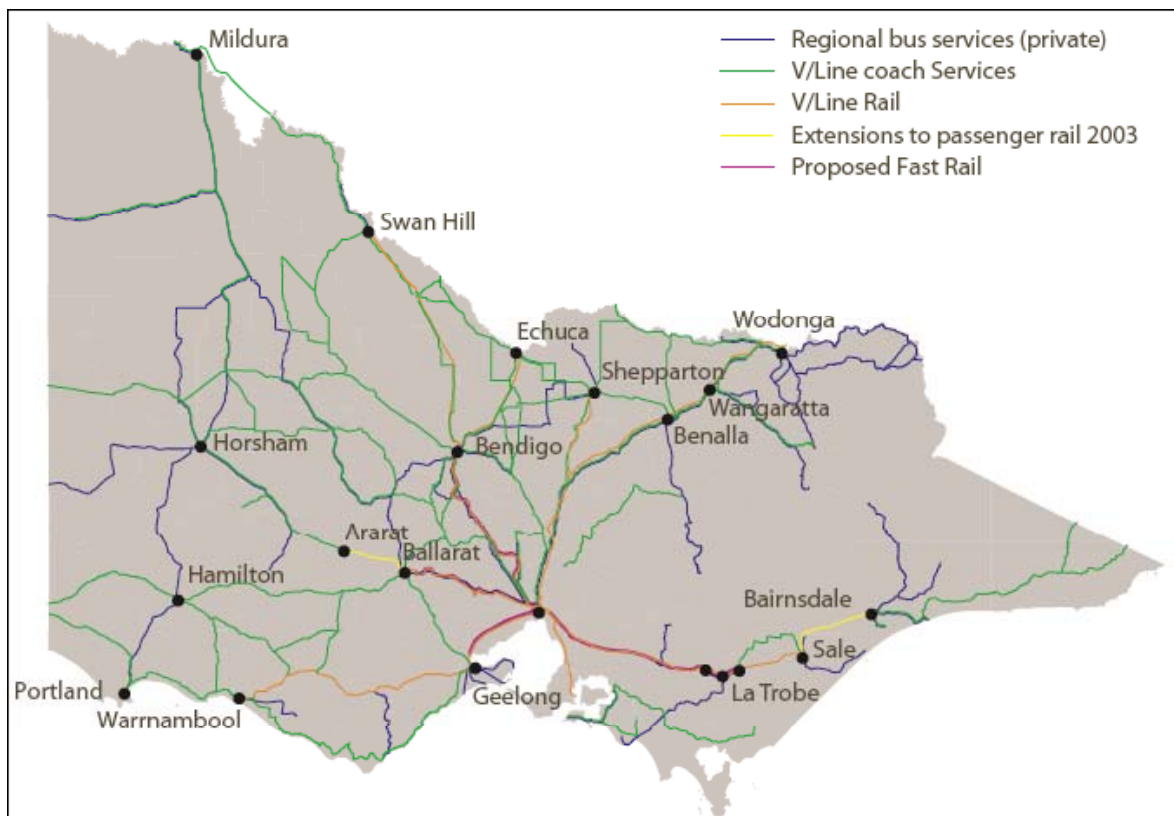 Mildura
Regional bus services (private)
V/Line coach Services
V/Line Rail
Extensions to passenger rail 2003
Proposed Fast Rail
Swan Hill
Wodonga
Echuca
Shepparton
Wangaratta
Benalla
Horsham
Bendigo
Ararat
Ballarat
Hamilton
Bairnsdale
Sale
La Trobe
Geelong
Portland
Warrnambool